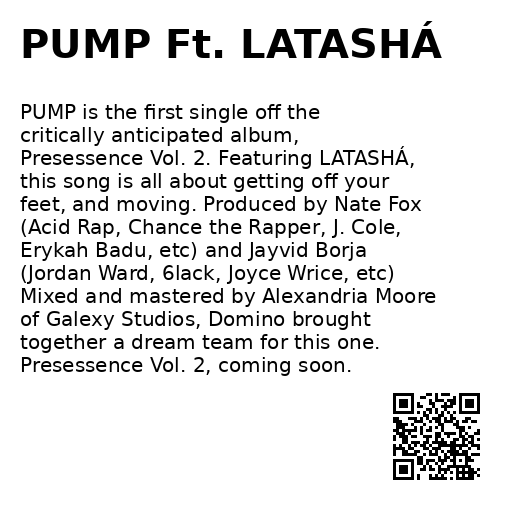 PUMP Ft. LATASHÁ
PUMP is the first single off the
critically anticipated album,
Presessence Vol. 2. Featuring LATASHÁ,
this song is all about getting off your
feet, and moving. Produced by Nate Fox
(Acid Rap, Chance the Rapper, J. Cole,
Erykah Badu, etc) and Jayvid Borja
(Jordan Ward, 6lack, Joyce Wrice, etc)
Mixed and mastered by Alexandria Moore
of Galexy Studios, Domino brought
together a dream team for this one.
Presessence Vol. 2, coming soon.